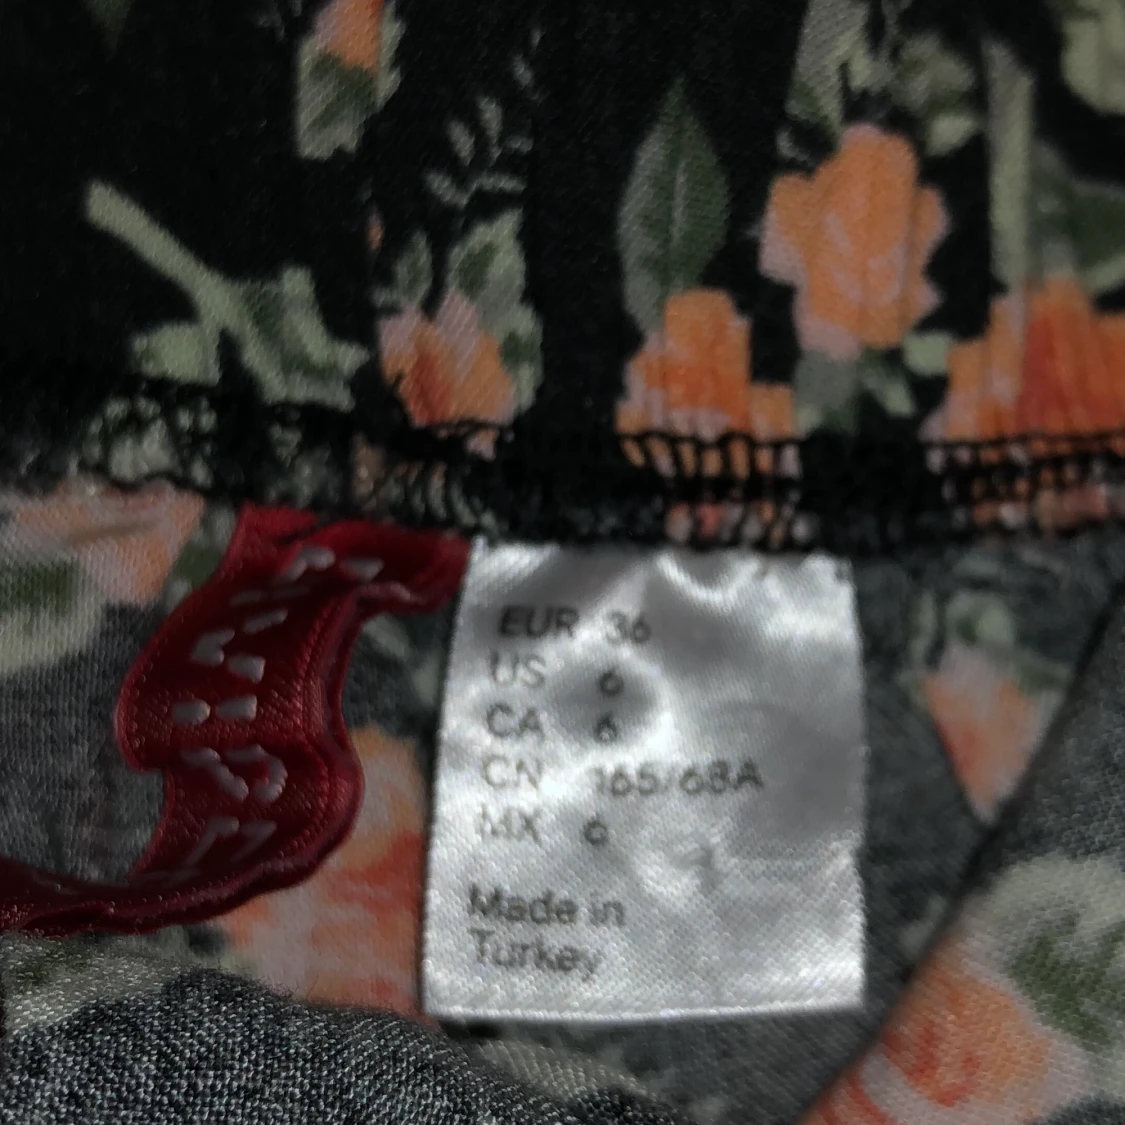 EUR 36
US 6
CA 6
CN 165/68A
MX 6
Made in
Turkey